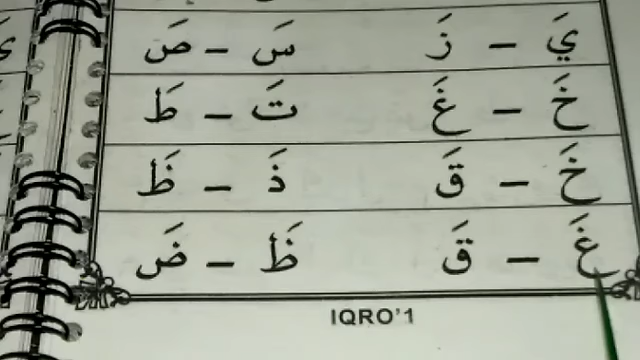 يَ - زَ سَ - صَ
خَ - غَ تَ - طَ
خَ - قَ ذَ - ظَ
غَ - قَ ظَ - ضَ
IQRO'1